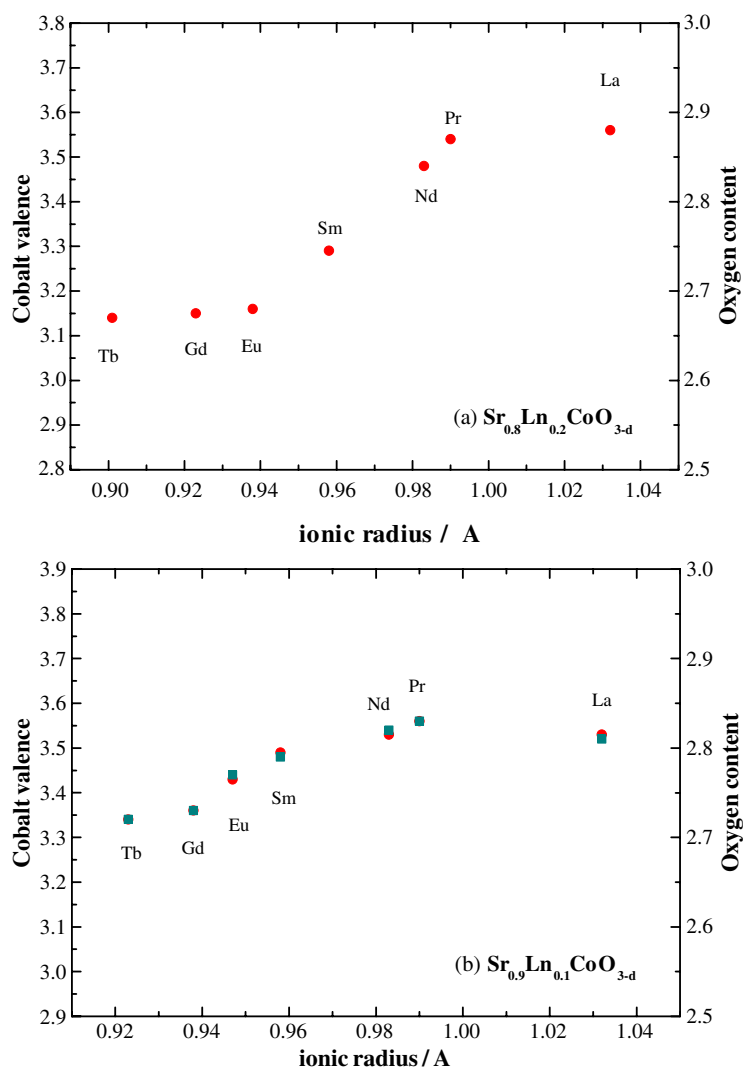 3.8
3.7
3.6
3.5
3.4
3.3
3.2
3.1
3.0
2.9
2.8
Cobalt valence
3.0
2.9
2.8
2.7
2.6
2.5
Oxygen content
La
Pr
Nd
Sm
Tb
Gd
Eu
(a) Sr0.8Ln0.2CoO3-d
0.90 0.92 0.94 0.96 0.98 1.00 1.02 1.04
ionic radius / A
3.9
3.8
3.7
3.6
3.5
3.4
3.3
3.2
3.1
3.0
2.9
Cobalt valence
3.0
2.9
2.8
2.7
2.6
2.5
Oxygen content
Pr
Nd
La
Sm
Eu
Gd
Tb
(b) Sr0.9Ln0.1CoO3-d
0.92 0.94 0.96 0.98 1.00 1.02 1.04
ionic radius / A